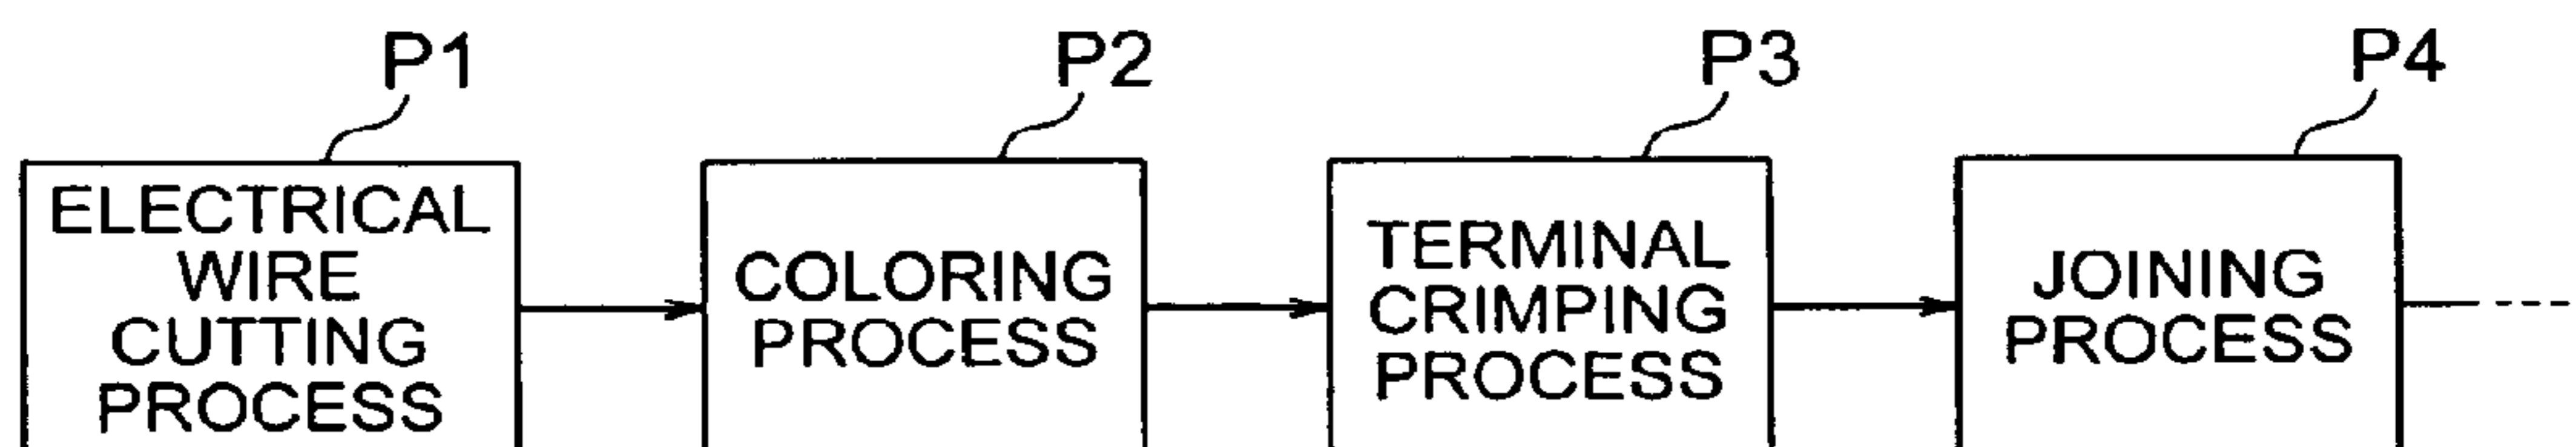 P1
P2
P3
P4
ELECTRICAL
WIRE
CUTTING
PROCESS
COLORING
PROCESS
TERMINAL
CRIMPING
PROCESS
JOINING
PROCESS